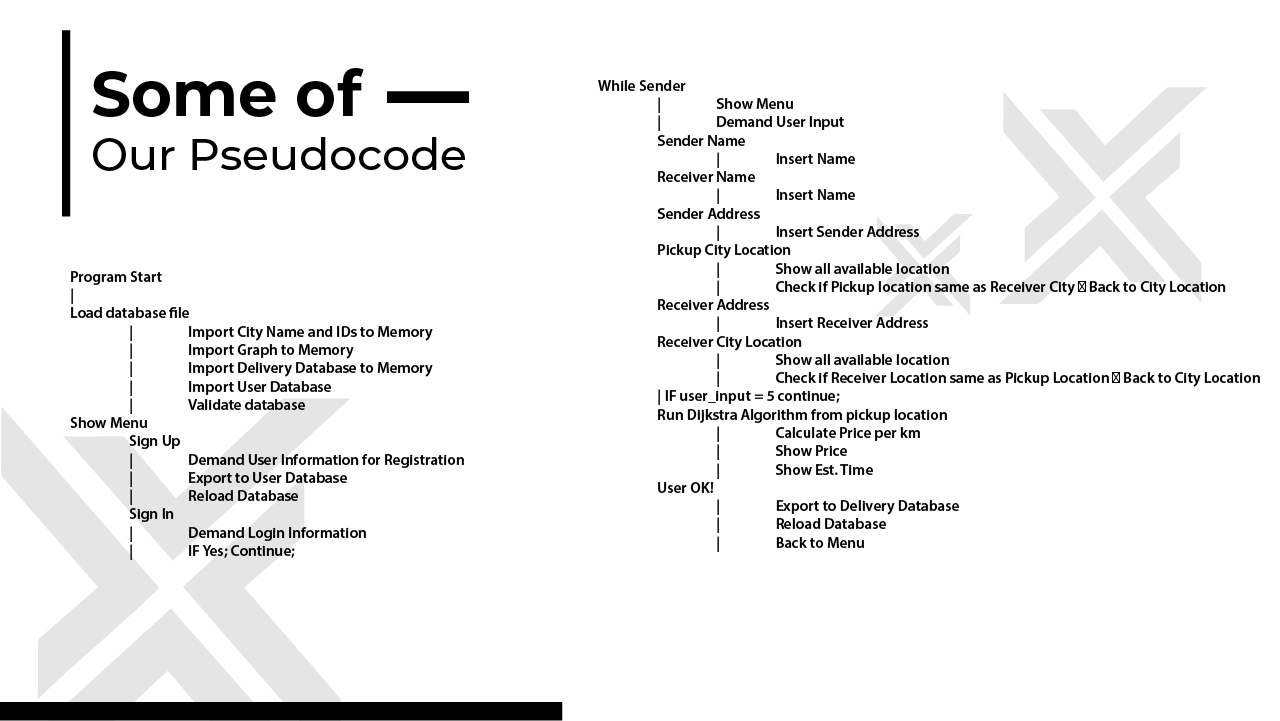 Some of —
Our Pseudocode
Program Start
|
Load database file
| Import City Name and IDs to Memory
| Import Graph to Memory
| Import Delivery Database to Memory
| Import User Database
| Validate database
Show Menu
Sign Up
| Demand User Information for Registration
| Export to User Database
| Reload Database
Sign In
| Demand Login Information
| IF Yes; Continue;
While Sender
| Show Menu
| Demand User Input
Sender Name
| Insert Name
Receiver Name
| Insert Name
Sender Address
| Insert Sender Address
Pickup City Location
| Show all available location
| Check if Pickup location same as Receiver City  Back to City Location
Receiver Address
| Insert Receiver Address
Receiver City Location
| Show all available location
| Check if Receiver Location same as Pickup Location  Back to City Location
| IF user_input = 5 continue;
Run Dijkstra Algorithm from pickup location
| Calculate Price per km
| Show Price
| Show Est. Time
User OK!
| Export to Delivery Database
| Reload Database
| Back to Menu